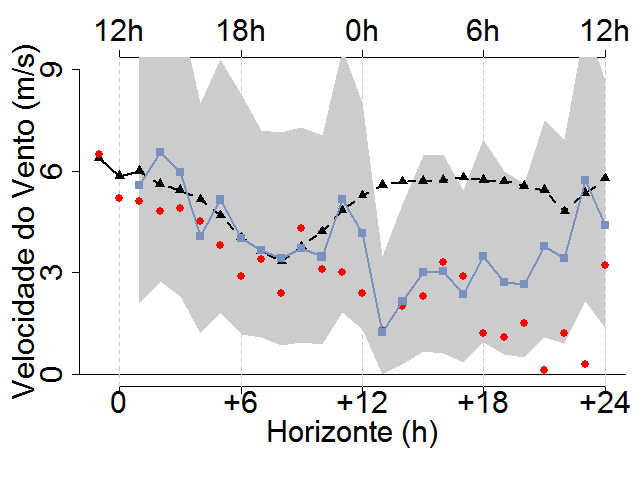 12h 18h 0h 6h 12h
Velocidade do Vento (m/s)
9
6
3
0
0 +6 +12 +18 +24
Horizonte (h)